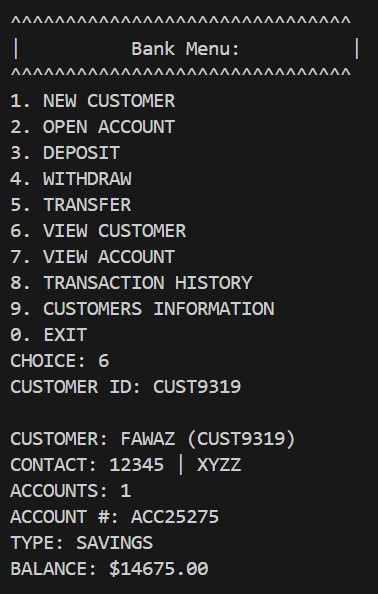 ^^^^^^^^^^^^^^^^^^^^^^^^^^^^^^^
|          Bank Menu:          |
^^^^^^^^^^^^^^^^^^^^^^^^^^^^^^^
1. NEW CUSTOMER
2. OPEN ACCOUNT
3. DEPOSIT
4. WITHDRAW
5. TRANSFER
6. VIEW CUSTOMER
7. VIEW ACCOUNT
8. TRANSACTION HISTORY
9. CUSTOMERS INFORMATION
0. EXIT
CHOICE: 6
CUSTOMER ID: CUST9319
CUSTOMER: FAWAZ (CUST9319)
CONTACT: 12345 | XYZZ
ACCOUNTS: 1
ACCOUNT #: ACC25275
TYPE: SAVINGS
BALANCE: $14675.00